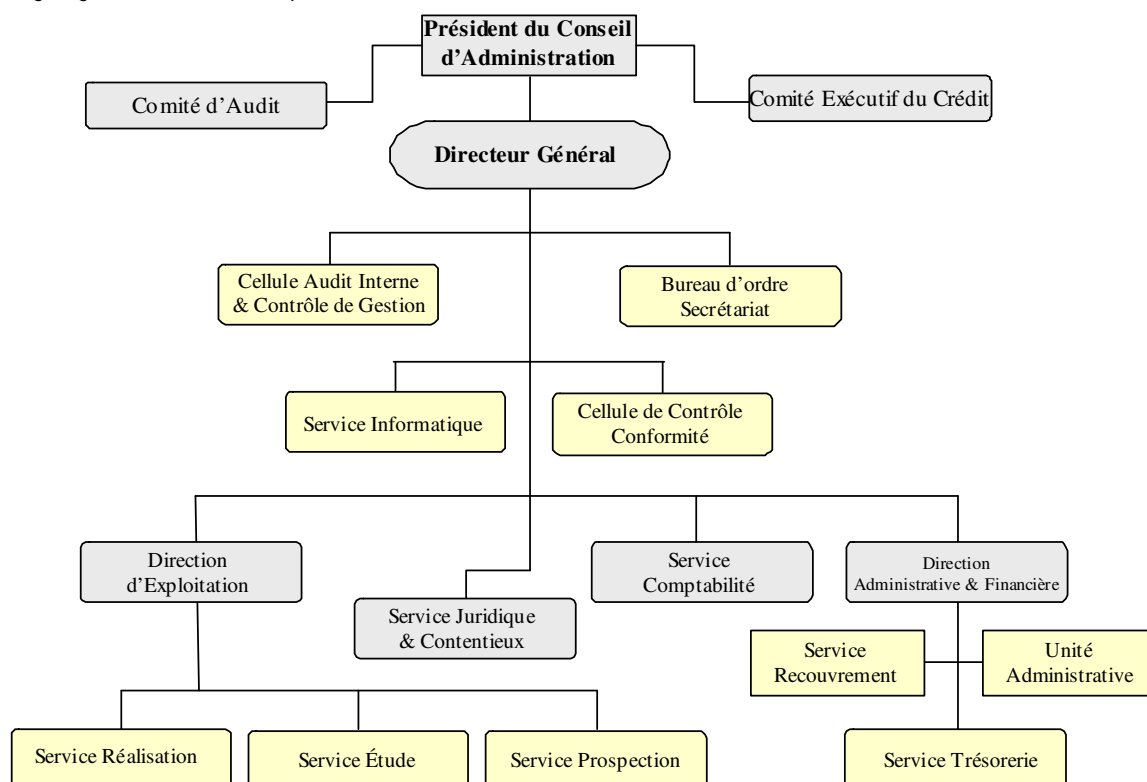 Président du Conseil
d'Administration
Comité d'Audit
Comité Exécutif du Crédit
Directeur Général
Cellule Audit Interne
& Contrôle de Gestion
Bureau d'ordre
Secrétariat
Service Informatique
Cellule de Contrôle
Conformité
Direction
d'Exploitation
Service
Comptabilité
Direction
Administrative & Financière
Service Juridique
& Contentieux
Service
Recouvrement
Unité
Administrative
Service Réalisation
Service Étude
Service Prospection
Service Trésorerie